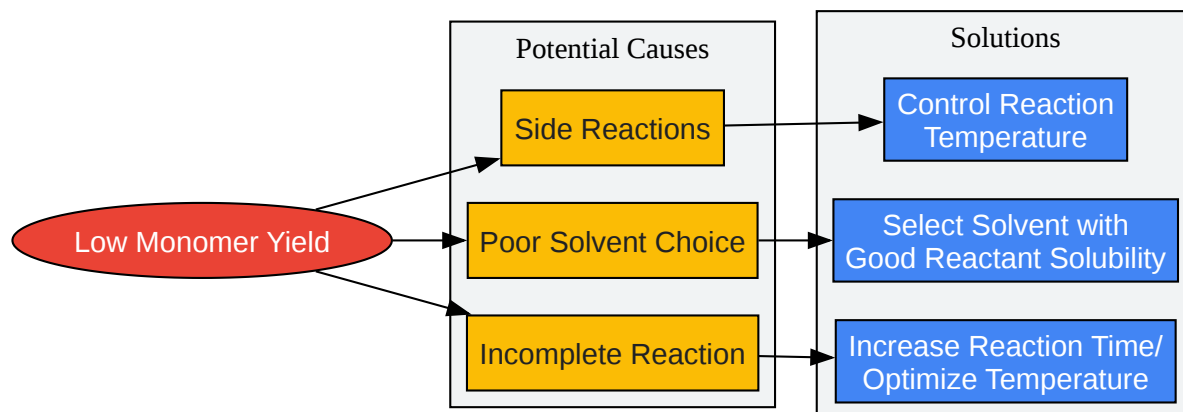 Potential Causes
Solutions
Side Reactions
Control Reaction
Temperature
Low Monomer Yield
Poor Solvent Choice
Select Solvent with
Good Reactant Solubility
Incomplete Reaction
Increase Reaction Time/
Optimize Temperature